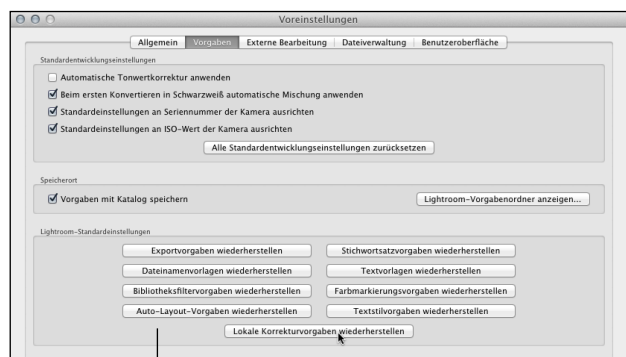 Voreinstellungen
Allgemein Vorgaben Externe Bearbeitung Dateiverwaltung Benutzeroberfläche
Standardentwicklungseinstellungen
Automatische Tonwertkorrektur anwenden
Beim ersten Konvertieren in Schwarzweiß automatische Mischung anwenden
Standardeinstellungen an Seriennummer der Kamera ausrichten
Standardeinstellungen an ISO-Wert der Kamera ausrichten
Alle Standardentwicklungseinstellungen zurücksetzen
Speicherort
Vorgaben mit Katalog speichern Lightroom-Vorgabenordner anzeigen...
Lightroom-Standardeinstellungen
Exportvorgaben wiederherstellen Stichwortsatzvorgaben wiederherstellen
Dateinamenvorlagen wiederherstellen Textvorlagen wiederherstellen
Bibliotheksfiltervorgaben wiederherstellen Farbmarkierungsvorgaben wiederherstellen
Auto-Layout-Vorgaben wiederherstellen Textstilvorgaben wiederherstellen
Lokale Korrekturvorgaben wiederherstellen